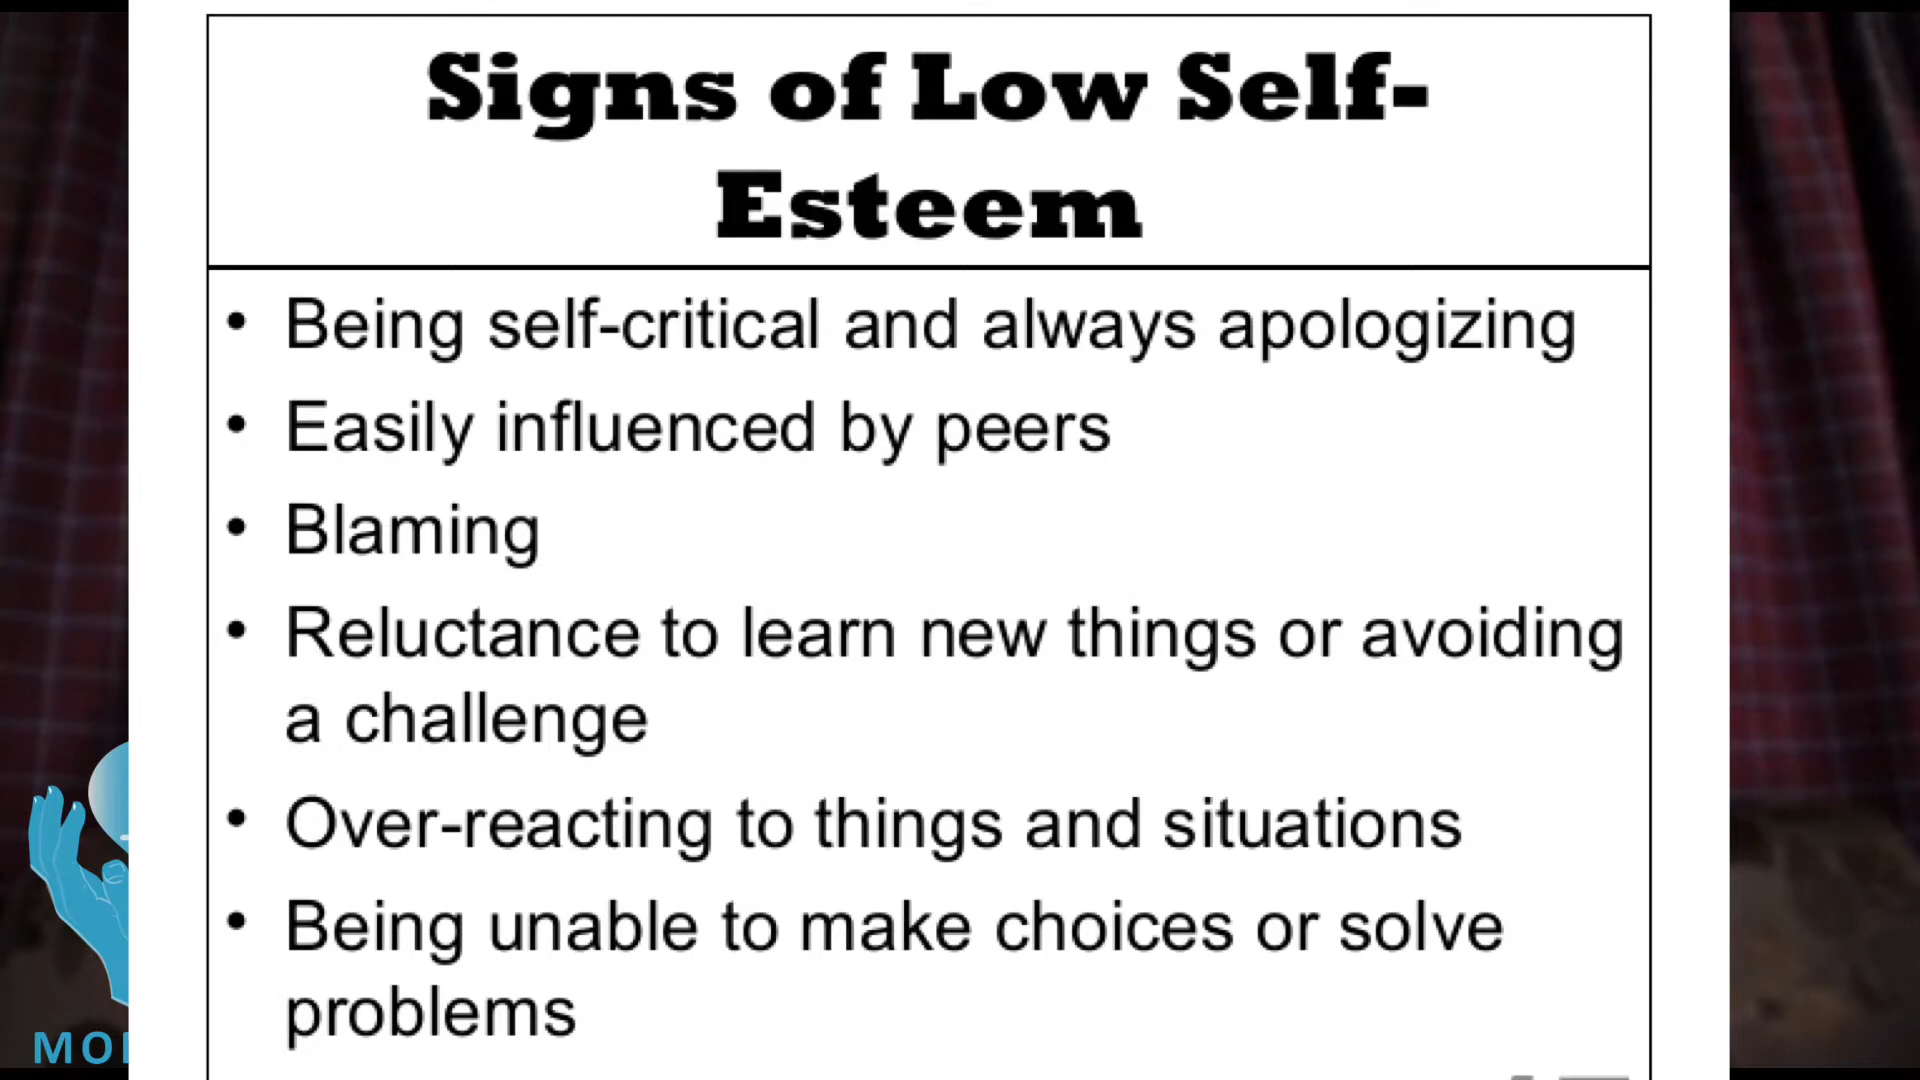 Signs of Low Self-
Esteem
• Being self-critical and always apologizing
• Easily influenced by peers
• Blaming
• Reluctance to learn new things or avoiding
a challenge
• Over-reacting to things and situations
• Being unable to make choices or solve
problems